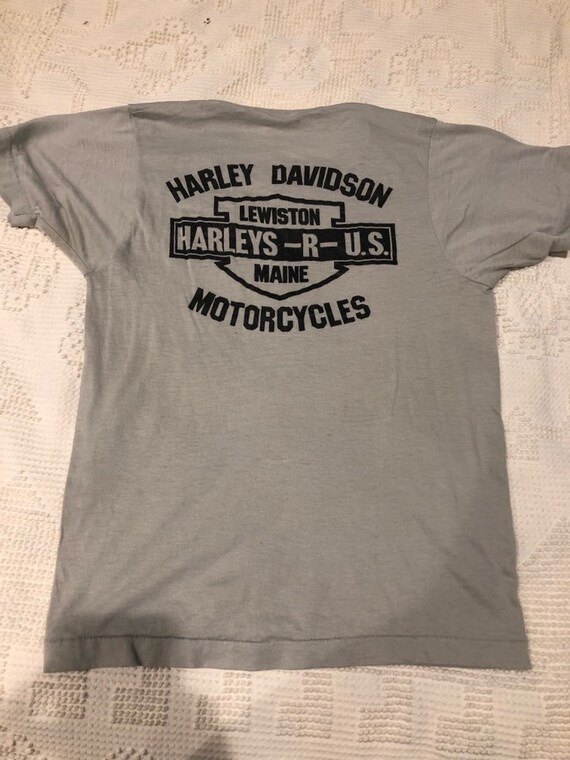 HARLEY DAVIDSON
LEWISTON
HARLEYS-R-U.S.
MAINE
MOTORCYCLES